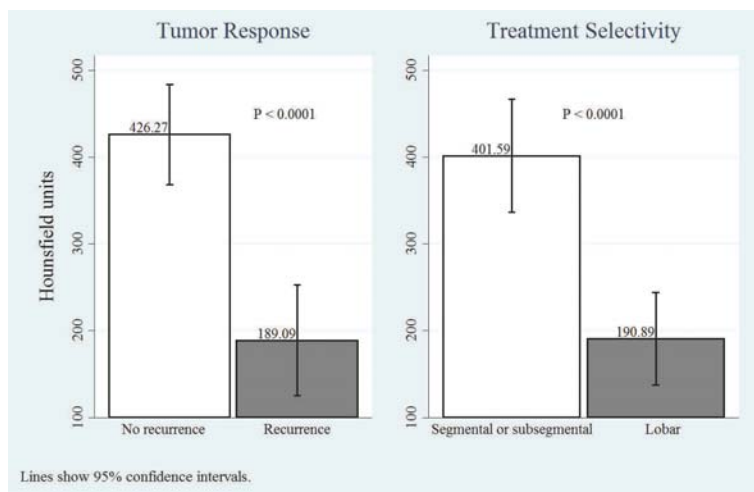 Tumor Response
Treatment Selectivity
Hounsfield units
500
400
300
200
100
426.27
189.09
P < 0.0001
No recurrence
Recurrence
500
400
300
200
100
401.59
190.89
P < 0.0001
Segmental or subsegmental
Lobar
Lines show 95% confidence intervals.